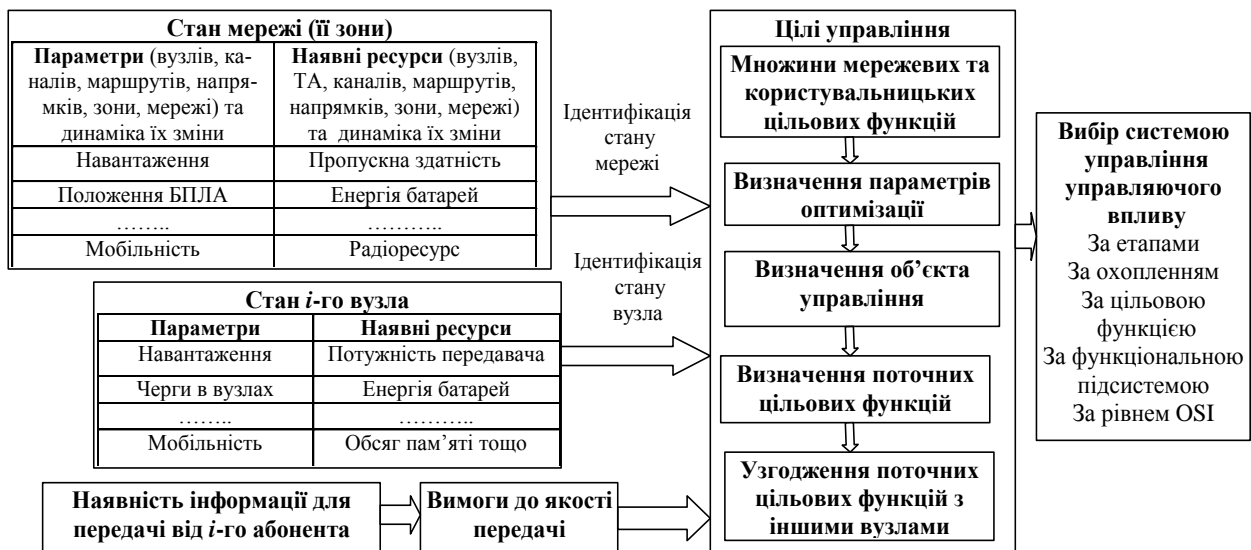 Стан мережі (її зони)
Параметри (вузлів, ка-
налів, маршрутів, напря-
мків, зони, мережі) та
динаміка їх зміни
Наявні ресурси (вузлів,
ТА, каналів, маршрутів,
напрямків, зони, мережі)
та динаміка їх зміни
Навантаження
Пропускна здатність
Положення БПЛА
Енергія батарей
……..
………..
Мобільність
Радіоресурс
Ідентифікація
стану
мережі
Стан і-го вузла
Параметри
Наявні ресурси
Навантаження
Потужність передавача
Черги в вузлах
Енергія батарей
……..
………..
Мобільність
Обсяг пам’яті тощо
Ідентифікація
стану
вузла
Наявність інформації для
передачі від і-го абонента
Вимоги до якості
передачі
Цілі управління
Множини мережевих та
користувальницьких
цільових функцій
Визначення параметрів
оптимізації
Визначення об’єкта
управління
Визначення поточних
цільових функцій
Узгодження поточних
цільових функцій з
іншими вузлами
Вибір системою
управління
управляючого
впливу
За етапами
За охопленням
За цільовою
функцією
За функціональною
підсистемою
За рівнем OSI